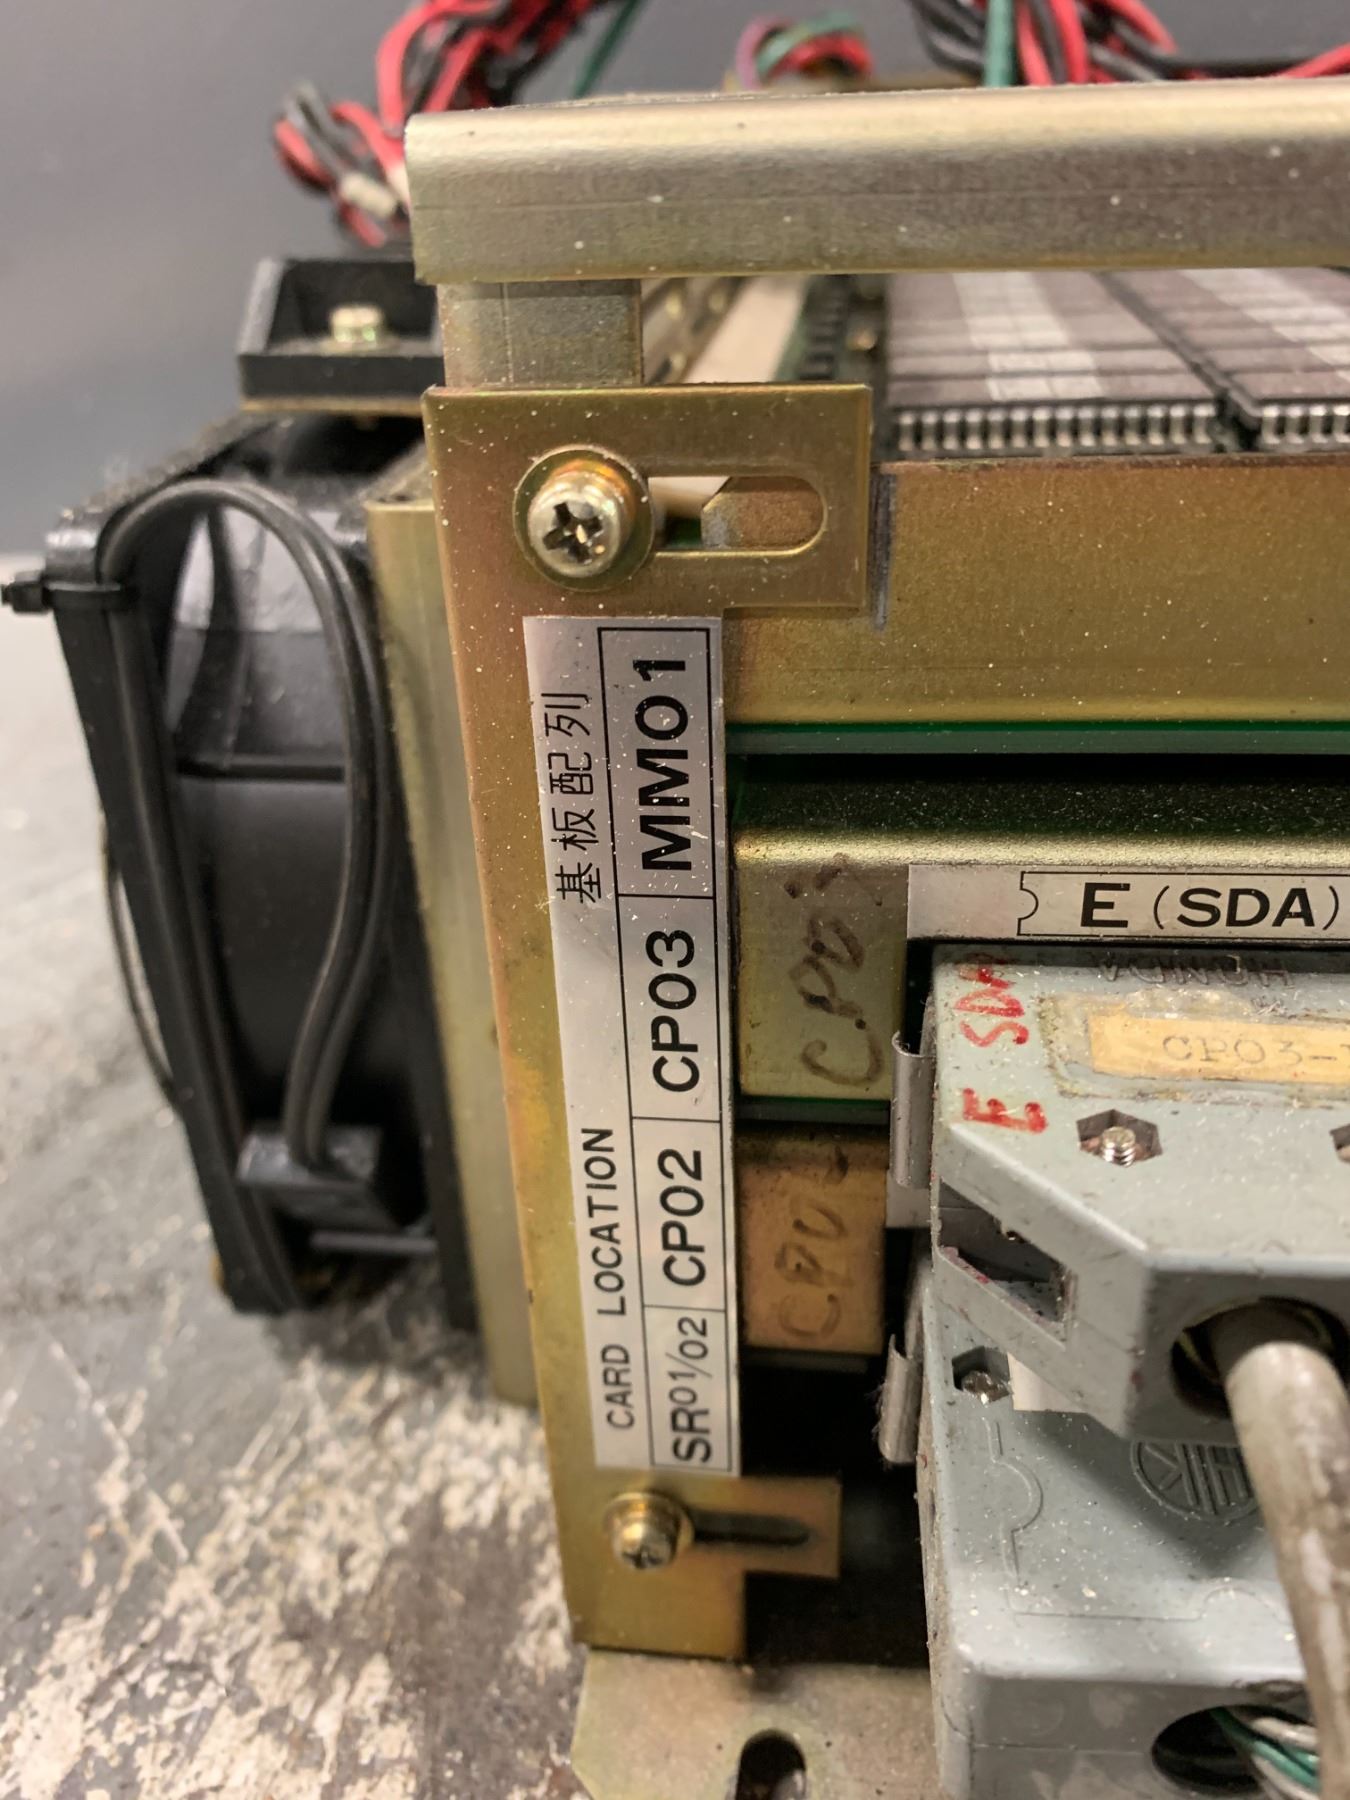 基板配列
CARD LOCATION
SR01/02
CP02
CP03
MM01
E (SDA)
E SDA
CP03-